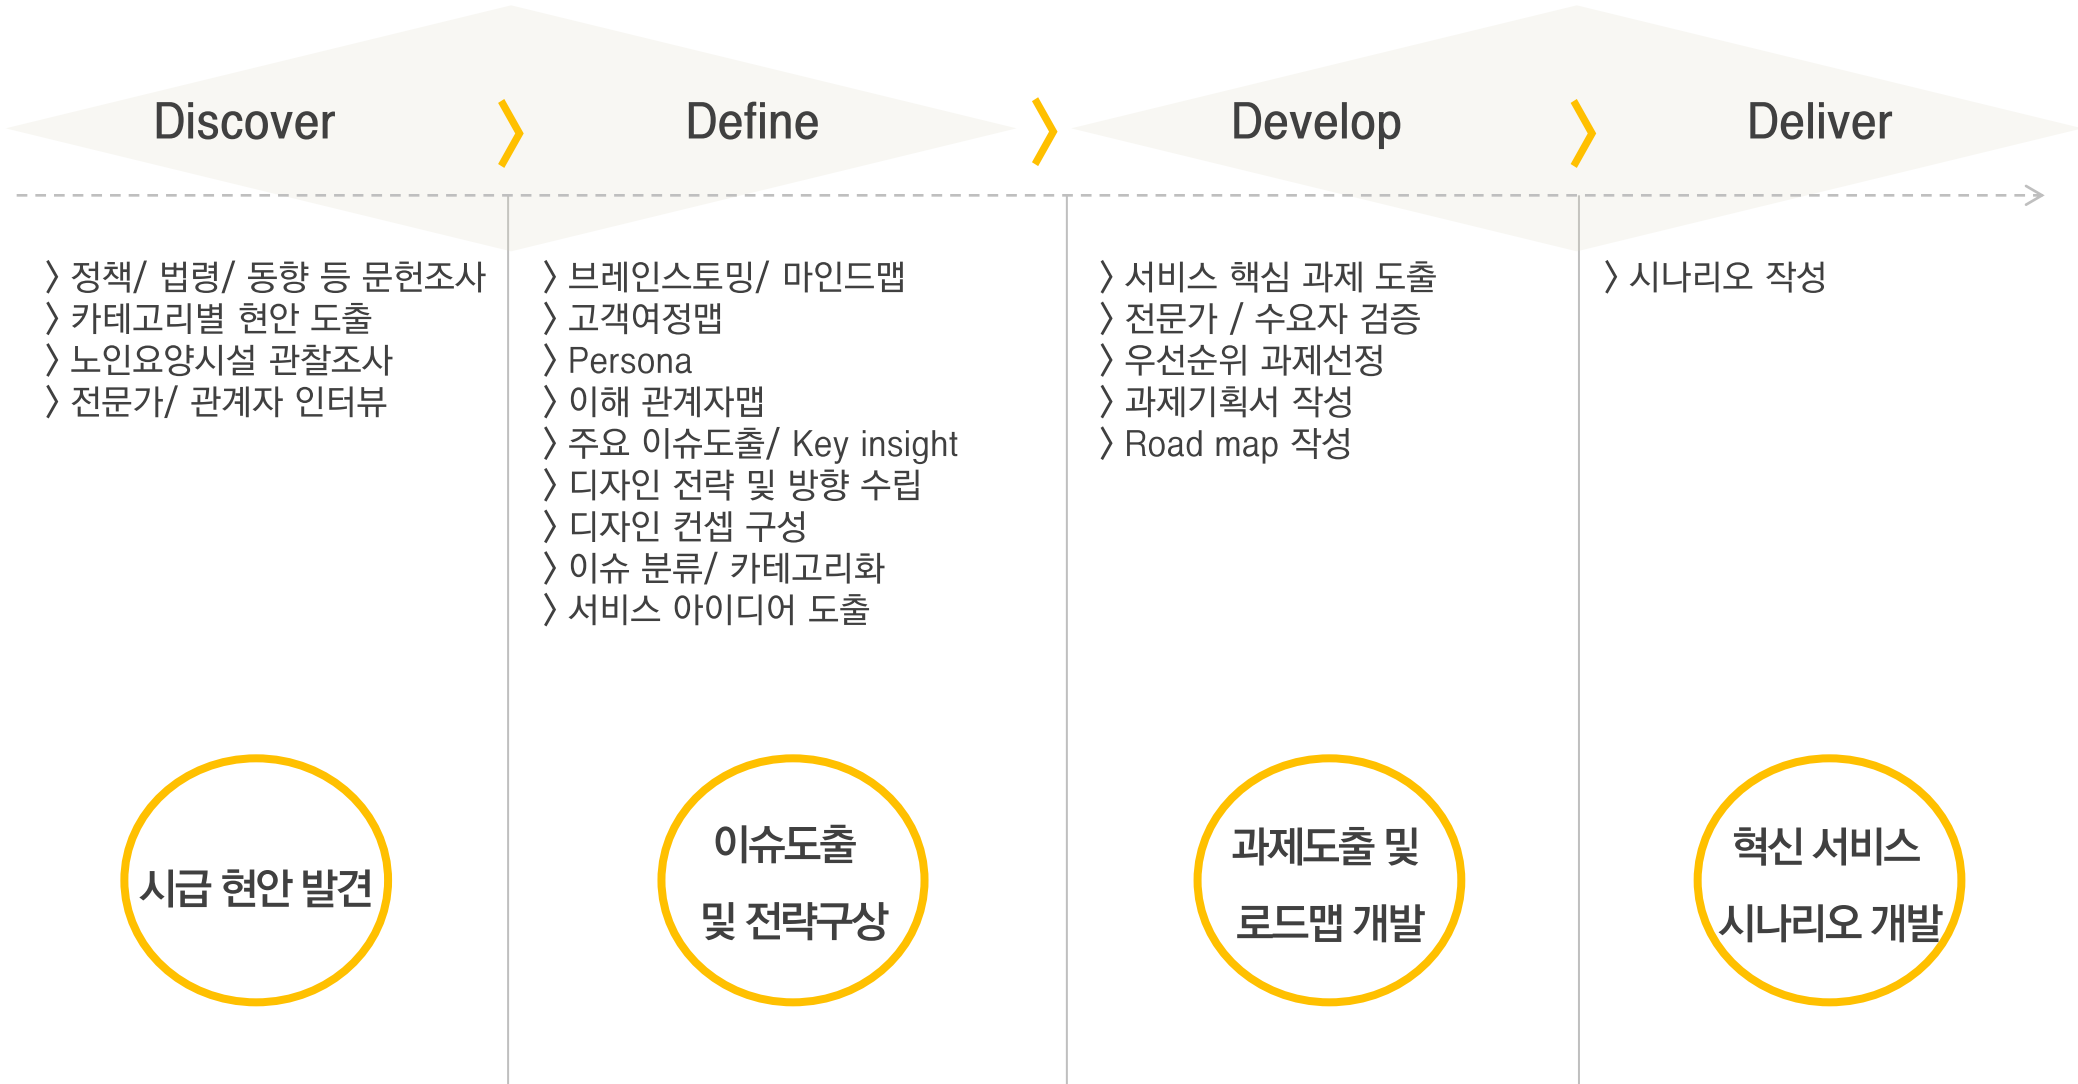 Discover
Define
Develop
Deliver
〉정책/ 법령/ 동향 등 문헌조사
〉카테고리별 현안 도출
〉노인요양시설 관찰조사
〉전문가/ 관계자 인터뷰
〉브레인스토밍/ 마인드맵
〉고객여정맵
〉Persona
〉이해 관계자맵
〉주요 이슈도출/ Key insight
〉디자인 전략 및 방향 수립
〉디자인 컨셉 구성
〉이슈 분류/ 카테고리화
〉서비스 아이디어 도출
〉서비스 핵심 과제 도출
〉전문가 / 수요자 검증
〉우선순위 과제선정
〉과제기획서 작성
〉Road map 작성
〉시나리오 작성
시급 현안 발견
이슈도출
및 전략구상
과제도출 및
로드맵 개발
혁신 서비스
시나리오 개발